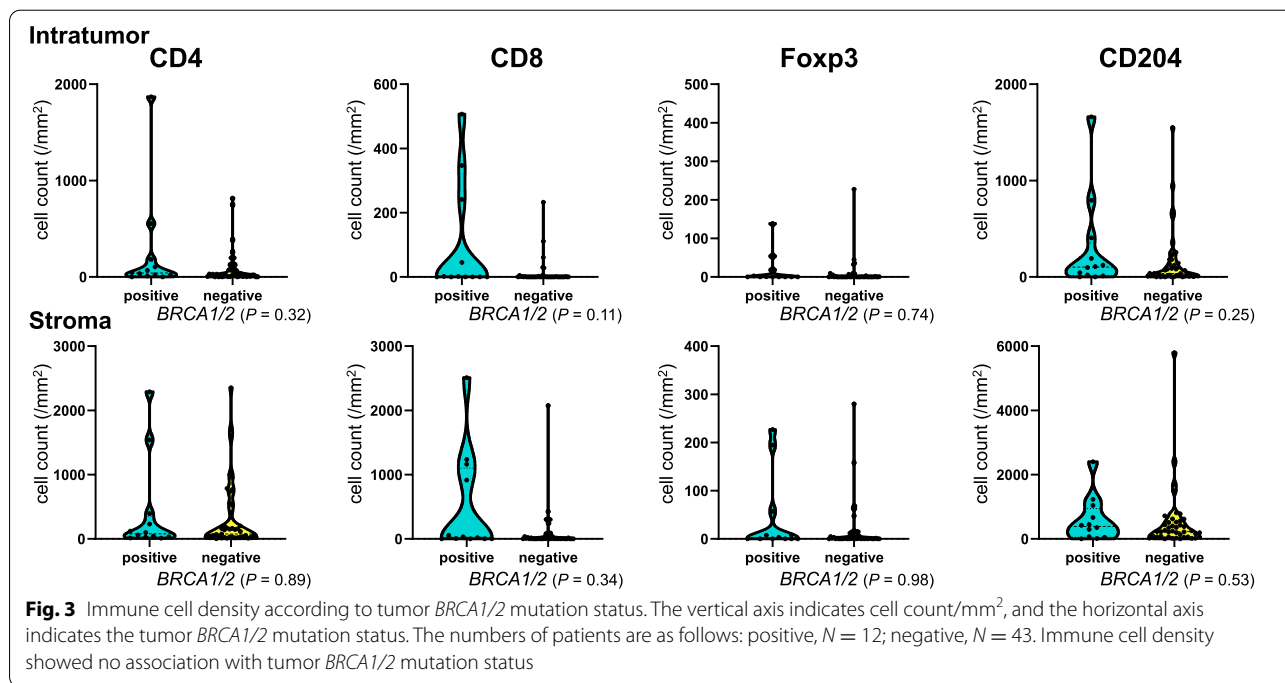 Intratumor
CD4 CD8 Foxp3 CD204
cell count (/mm²) 2000 1000 0 positive negative BRCA1/2 (P = 0.32)
cell count (/mm²) 600 400 200 0 positive negative BRCA1/2 (P = 0.11)
cell count (/mm²) 500 400 300 200 100 0 positive negative BRCA1/2 (P = 0.74)
cell count (/mm²) 2000 1000 0 positive negative BRCA1/2 (P = 0.25)
Stroma
cell count (/mm²) 3000 2000 1000 0 positive negative BRCA1/2 (P = 0.89)
cell count (/mm²) 3000 2000 1000 0 positive negative BRCA1/2 (P = 0.34)
cell count (/mm²) 400 300 200 100 0 positive negative BRCA1/2 (P = 0.98)
cell count (/mm²) 6000 4000 2000 0 positive negative BRCA1/2 (P = 0.53)
Fig. 3 Immune cell density according to tumor BRCA1/2 mutation status. The vertical axis indicates cell count/mm², and the horizontal axis
indicates the tumor BRCA1/2 mutation status. The numbers of patients are as follows: positive, N = 12; negative, N = 43. Immune cell density
showed no association with tumor BRCA1/2 mutation status